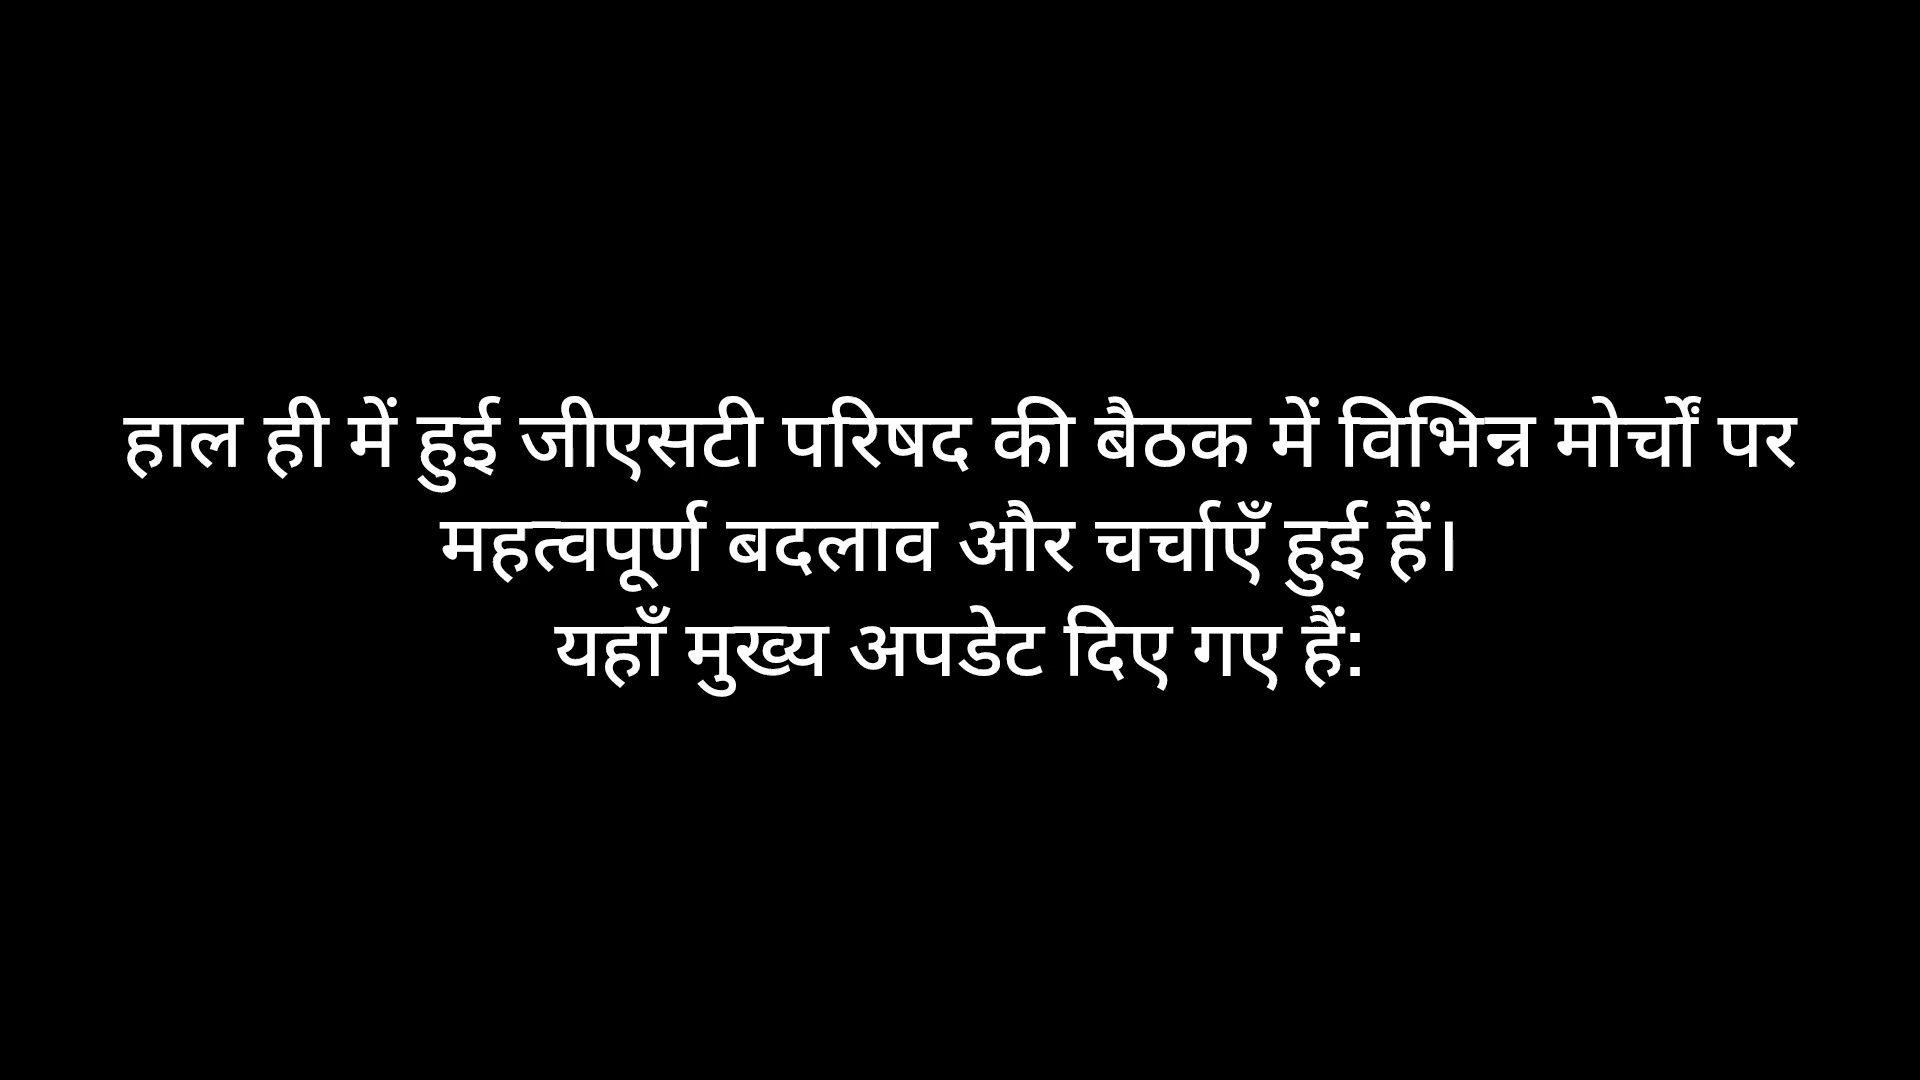 हाल ही में हुई जीएसटी परिषद की बैठक में विभिन्न मोर्चों पर
महत्वपूर्ण बदलाव और चर्चाएँ हुई हैं।
यहाँ मुख्य अपडेट दिए गए हैं: